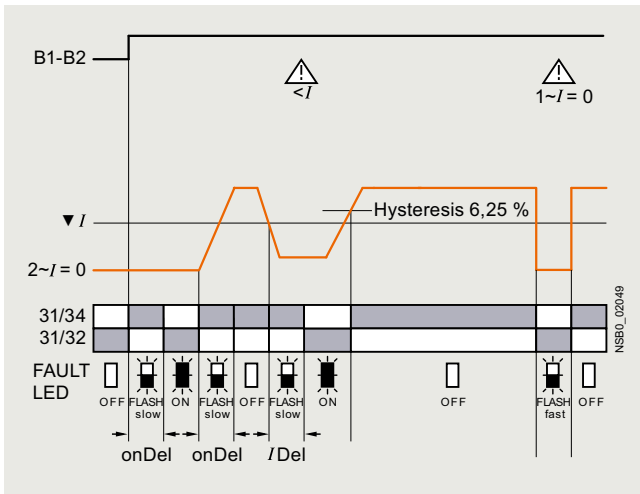 B1-B2
<I
1~I = 0
▼ I
Hysteresis 6,25 %
2~I = 0
31/34
31/32
NSB0_02049
FAULT
LED
OFF FLASH slow ON FLASH slow OFF FLASH slow ON OFF FLASH fast OFF
onDel onDel I Del